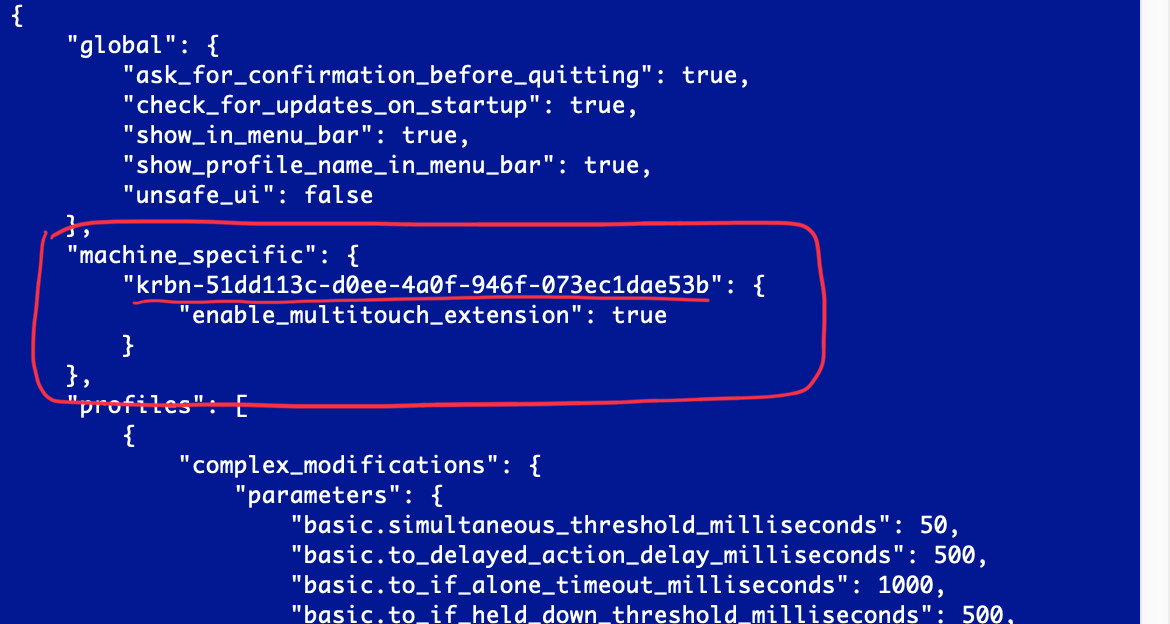 {
"global": {
"ask_for_confirmation_before_quitting": true,
"check_for_updates_on_startup": true,
"show_in_menu_bar": true,
"show_profile_name_in_menu_bar": true,
"unsafe_ui": false
},
"machine_specific": {
"krbn-51dd113c-d0ee-4a0f-946f-073ec1dae53b": {
"enable_multitouch_extension": true
}
},
"profiles": [
{
"complex_modifications": {
"parameters": {
"basic.simultaneous_threshold_milliseconds": 50,
"basic.to_delayed_action_delay_milliseconds": 500,
"basic.to_if_alone_timeout_milliseconds": 1000,
"basic.to_if_held_down_threshold_milliseconds": 500,